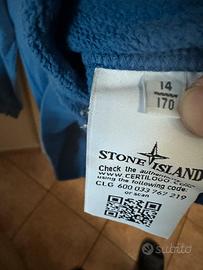 14
170
STONE ISLAND
Check the authenticity
www.CERTILOGO.COM
using the following code:
CLG 600 033 767 219
or scan
subito